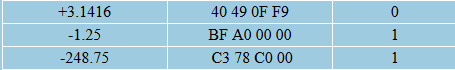 +3.1416 40 49 0F F9 0
-1.25 BF A0 00 00 1
-248.75 C3 78 C0 00 1